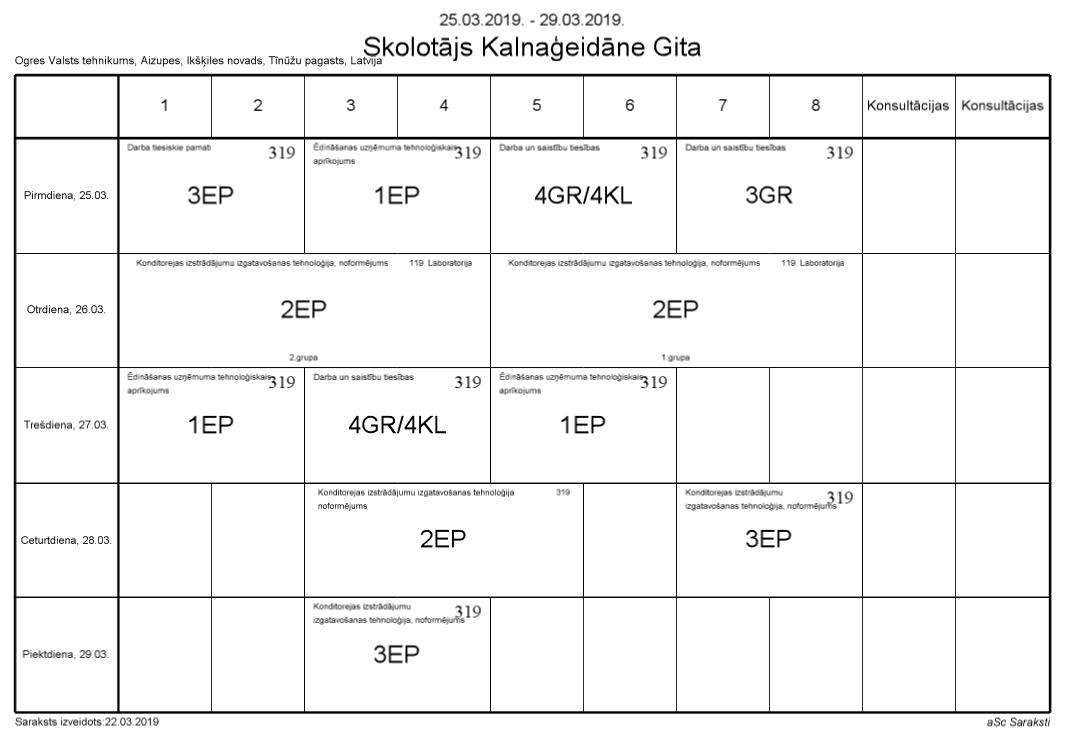 25.03.2019. - 29.03.2019.
Skolotājs Kalnaģeidāne Gita
Ogres Valsts tehnikums, Aizupes, Ikšķiles novads, Tīnūžu pagasts, Latvija
1 2 3 4 5 6 7 8 Konsultācijas Konsultācijas
Pirmdiena, 25.03.
Darba tiesiskie pamati 319
3EP
Ēdināšanas uzņēmuma tehnoloģiskais 319
aprīkojums
1EP
Darba un saistību tiesības 319
4GR/4KL
Darba un saistību tiesības 319
3GR
Otrdiena, 26.03.
Konditorejas izstrādājumu izgatavošanas tehnoloģija, noformējums 119. Laboratorija
2EP
2.grupa
Konditorejas izstrādājumu izgatavošanas tehnoloģija, noformējums 119. Laboratorija
2EP
1.grupa
Trešdiena, 27.03.
Ēdināšanas uzņēmuma tehnoloģiskais 319
aprīkojums
1EP
Darba un saistību tiesības 319
4GR/4KL
Ēdināšanas uzņēmuma tehnoloģiskais 319
aprīkojums
1EP
Ceturtdiena, 28.03.
Konditorejas izstrādājumu izgatavošanas tehnoloģija 319
noformējums
2EP
Konditorejas izstrādājumu 319
izgatavošanas tehnoloģija, noformējums
3EP
Piektdiena, 29.03.
Konditorejas izstrādājumu 319
izgatavošanas tehnoloģija, noformējums
3EP
Saraksts izveidots:22.03.2019
aSc Saraksti